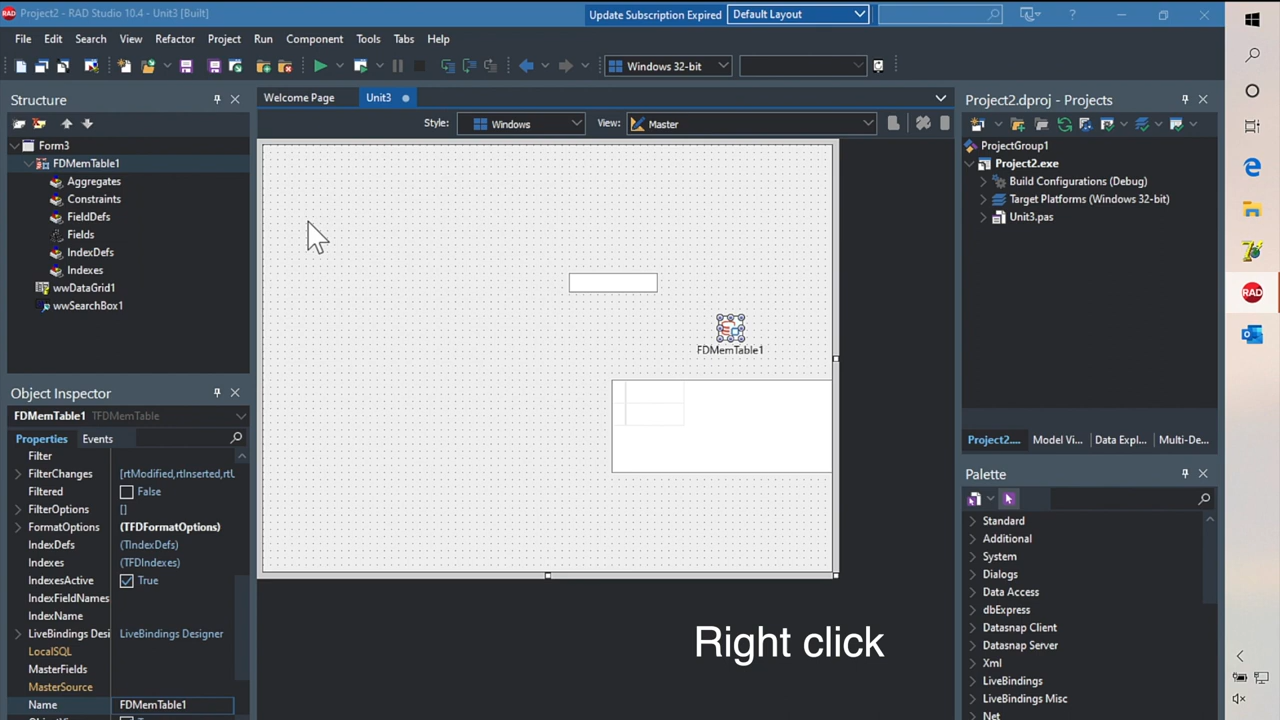 Project2 - RAD Studio 10.4 - Unit3 [Built]
Update Subscription Expired
Default Layout
?
File Edit Search View Refactor Project Run Component Tools Tabs Help
Windows 32-bit
Structure
Form3
FDMemTable1
Aggregates
Constraints
FieldDefs
Fields
IndexDefs
Indexes
wwDataGrid1
wwSearchBox1
Welcome Page
Unit3
Style:
Windows
View:
Master
FDMemTable1
Right click
Object Inspector
FDMemTable1 TFDMemTable
Properties Events
Filter
FilterChanges [rtModified,rtInserted,rtU
Filtered False
FilterOptions []
FormatOptions (TFDFormatOptions)
IndexDefs (TIndexDefs)
Indexes (TFDIndexes)
IndexesActive True
IndexFieldNames
IndexName
LiveBindings Desi LiveBindings Designer
LocalSQL
MasterFields
MasterSource
Name FDMemTable1
Project2.dproj - Projects
ProjectGroup1
Project2.exe
Build Configurations (Debug)
Target Platforms (Windows 32-bit)
Unit3.pas
Project2.... Model Vi... Data Expl... Multi-De...
Palette
Standard
Additional
System
Dialogs
Data Access
dbExpress
Datasnap Client
Datasnap Server
Xml
LiveBindings
LiveBindings Misc
Net
RAD